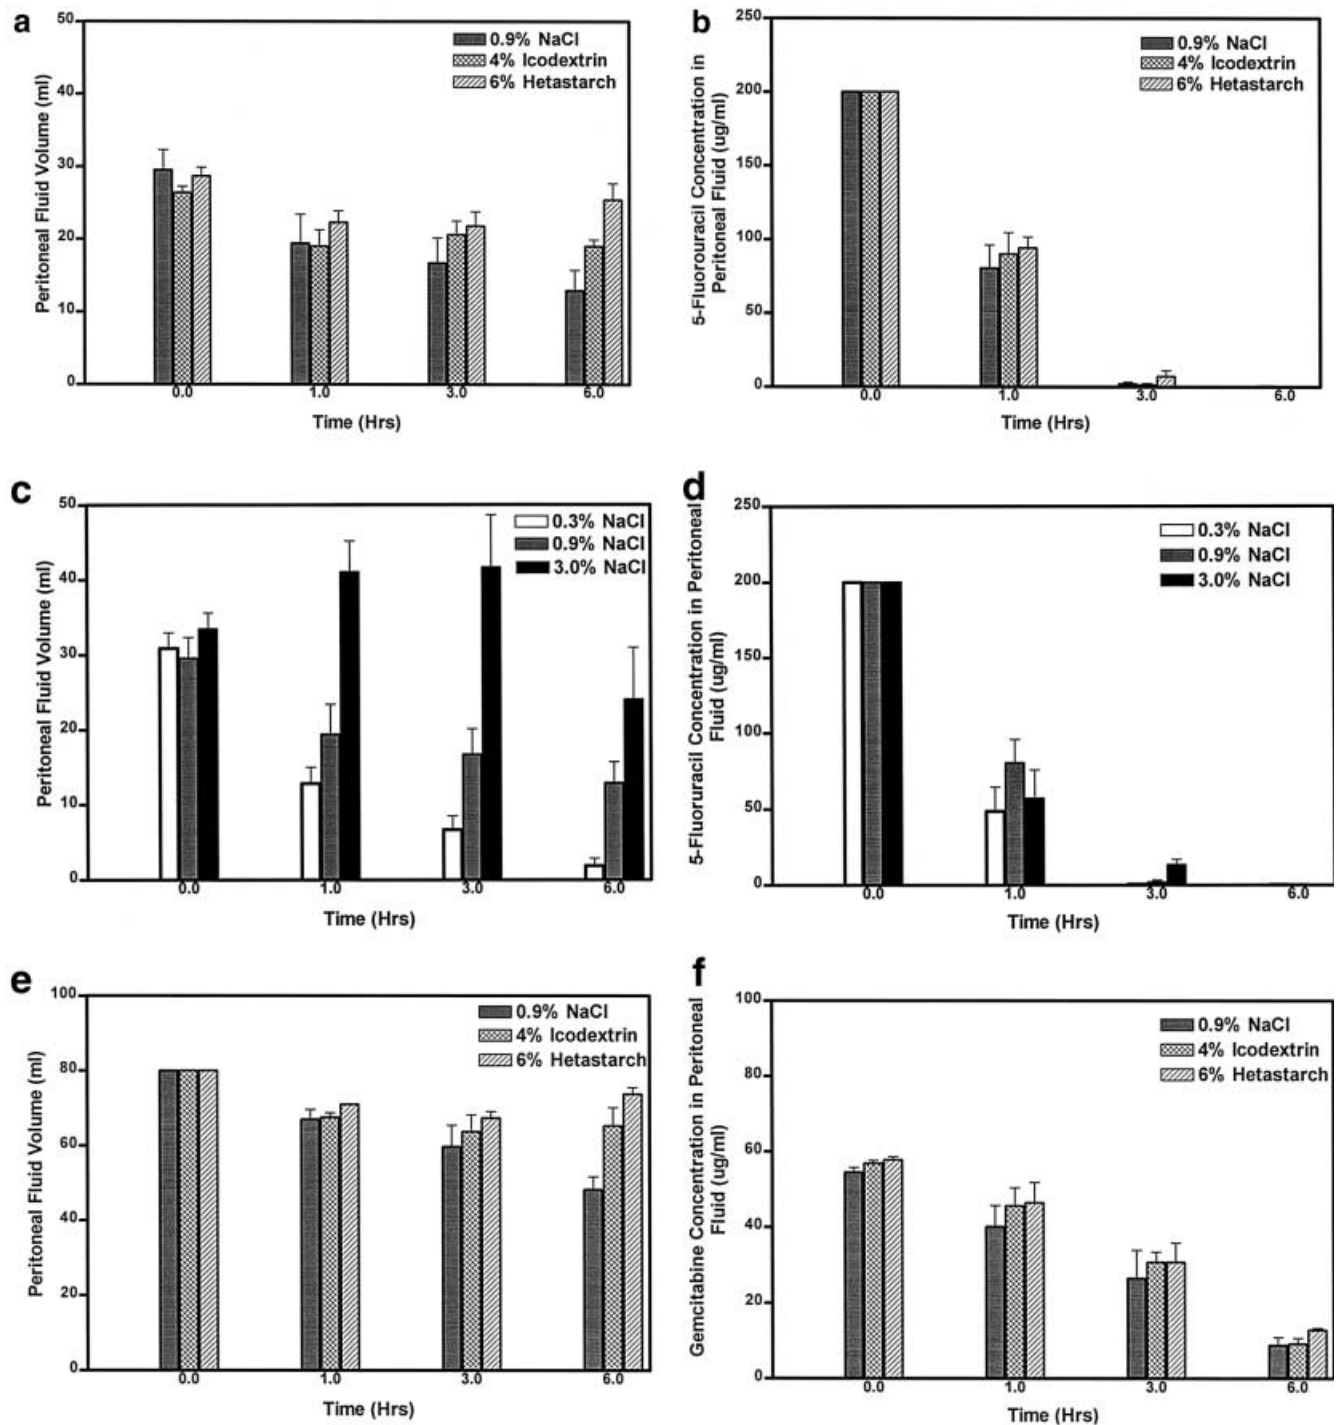 a
50
40
30
20
10
0
Peritoneal Fluid Volume (ml)
0.9% NaCl
4% Icodextrin
6% Hetastarch
0.0 1.0 3.0 6.0
Time (Hrs)
b
250
200
150
100
50
0
5-Fluorouracil Concentration in
Peritoneal Fluid (ug/ml)
0.9% NaCl
4% Icodextrin
6% Hetastarch
0.0 1.0 3.0 6.0
Time (Hrs)
c
50
40
30
20
10
0
Peritoneal Fluid Volume (ml)
0.3% NaCl
0.9% NaCl
3.0% NaCl
0.0 1.0 3.0 6.0
Time (Hrs)
d
250
200
150
100
50
0
5-Fluoruracil Concentration in Peritoneal
Fluid (ug/ml)
0.3% NaCl
0.9% NaCl
3.0% NaCl
0.0 1.0 3.0 6.0
Time (Hrs)
e
100
80
60
40
20
0
Peritoneal Fluid Volume (ml)
0.9% NaCl
4% Icodextrin
6% Hetastarch
0.0 1.0 3.0 6.0
Time (Hrs)
f
100
80
60
40
20
0
Gemcitabine Concentration in Peritoneal
Fluid (ug/ml)
0.9% NaCl
4% Icodextrin
6% Hetastarch
0.0 1.0 3.0 6.0
Time (Hrs)